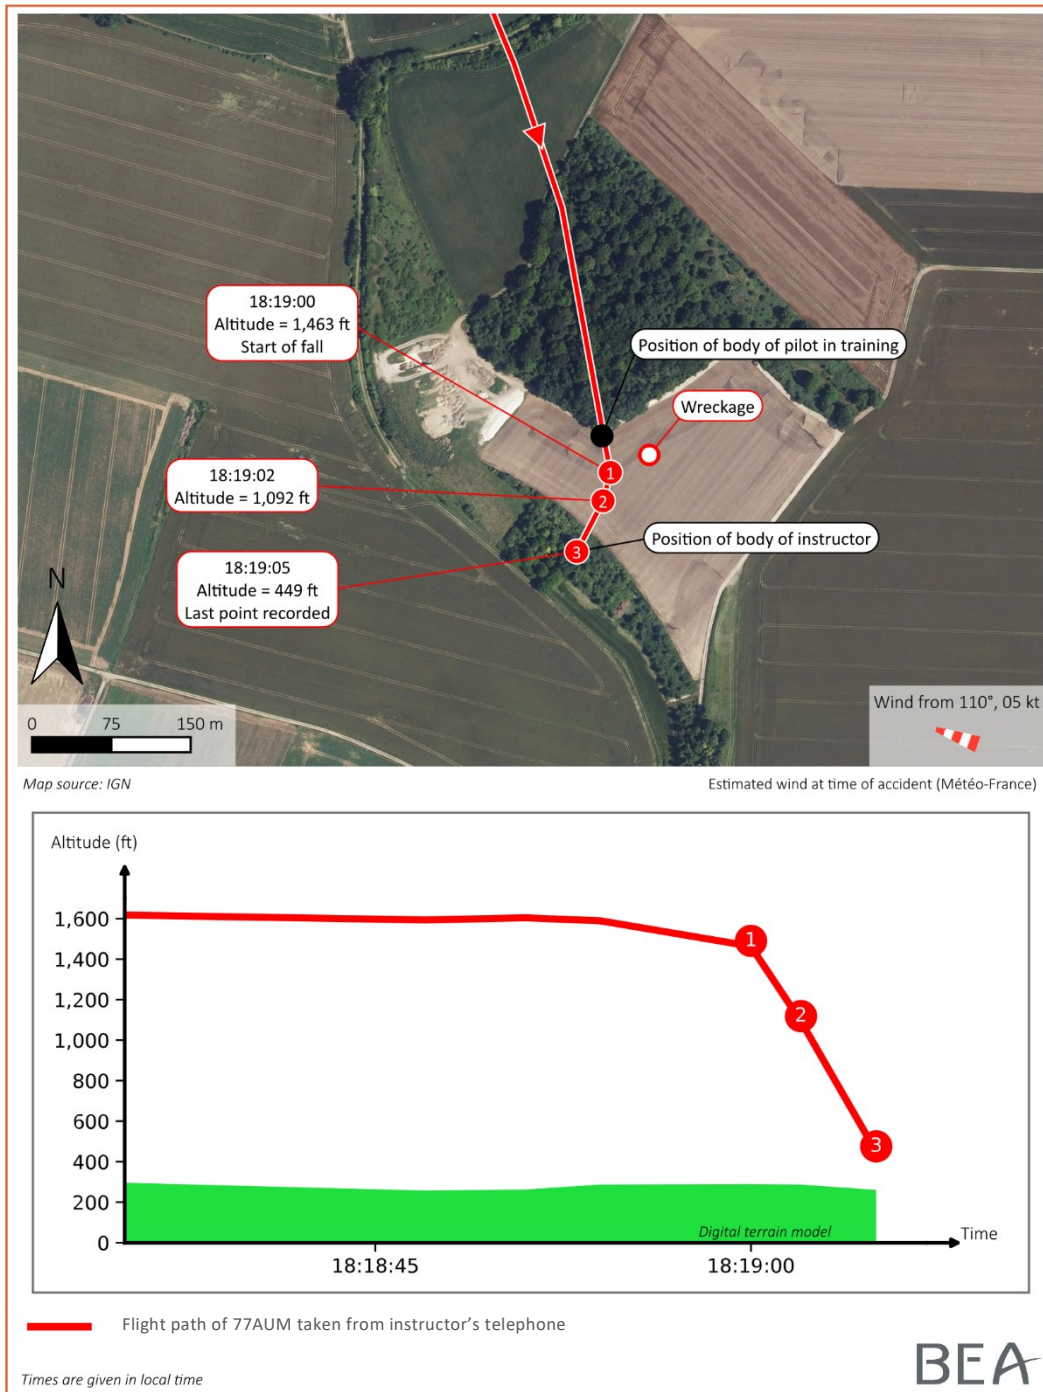 18:19:00
Altitude = 1,463 ft
Start of fall
Position of body of pilot in training
Wreckage
1
18:19:02
Altitude = 1,092 ft
2
Position of body of instructor
3
18:19:05
Altitude = 449 ft
Last point recorded
N
0 75 150 m
Wind from 110°, 05 kt
Map source: IGN
Estimated wind at time of accident (Météo-France)
Altitude (ft)
1,600
1,400
1,200
1,000
800
600
400
200
0
1
2
3
Digital terrain model
Time
18:18:45
18:19:00
Flight path of 77AUM taken from instructor's telephone
Times are given in local time
BEA